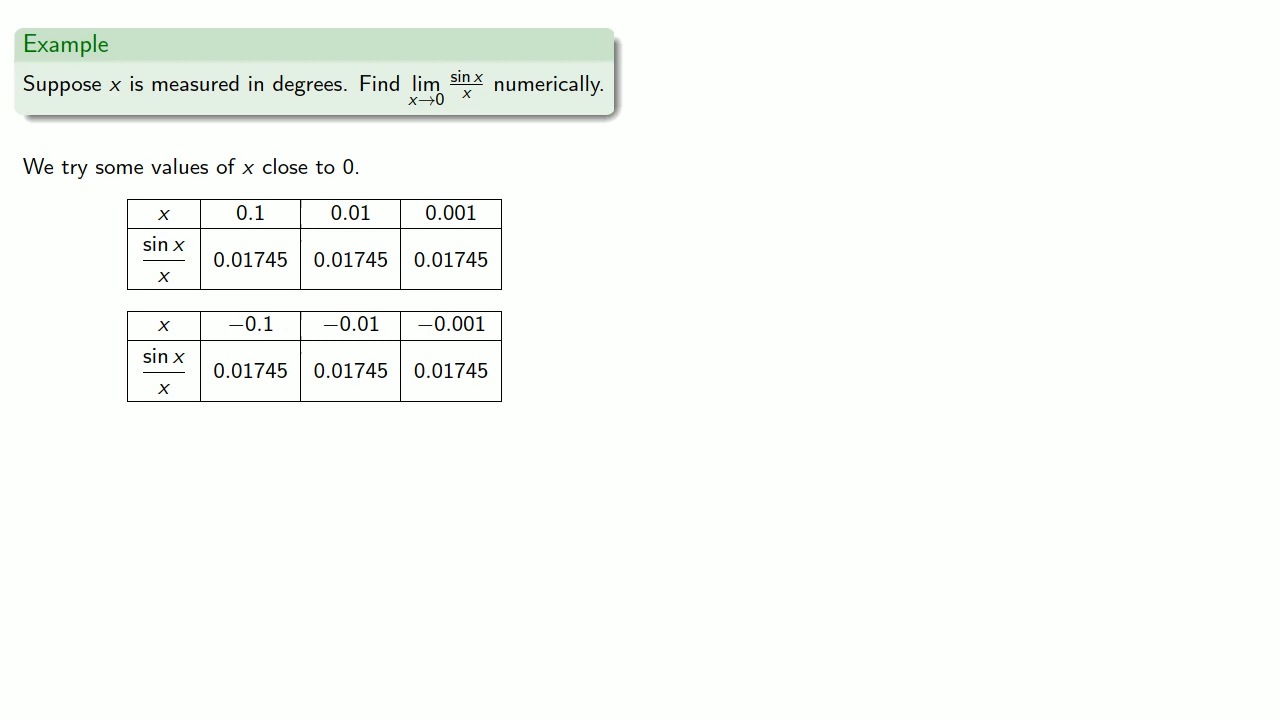 Example
Suppose x is measured in degrees. Find lim x→0 sin x / x numerically.
We try some values of x close to 0.
x 0.1 0.01 0.001
sin x / x 0.01745 0.01745 0.01745
x −0.1 −0.01 −0.001
sin x / x 0.01745 0.01745 0.01745